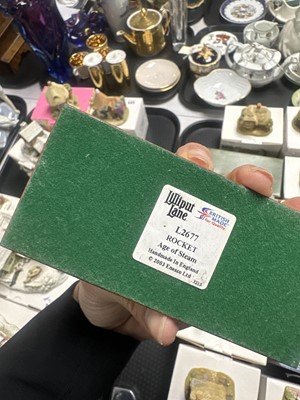 Lilliput
Lane
BRITISH
MADE
L2677
ROCKET
Age of Steam
Handmade in England
© 2003 Enesco Ltd